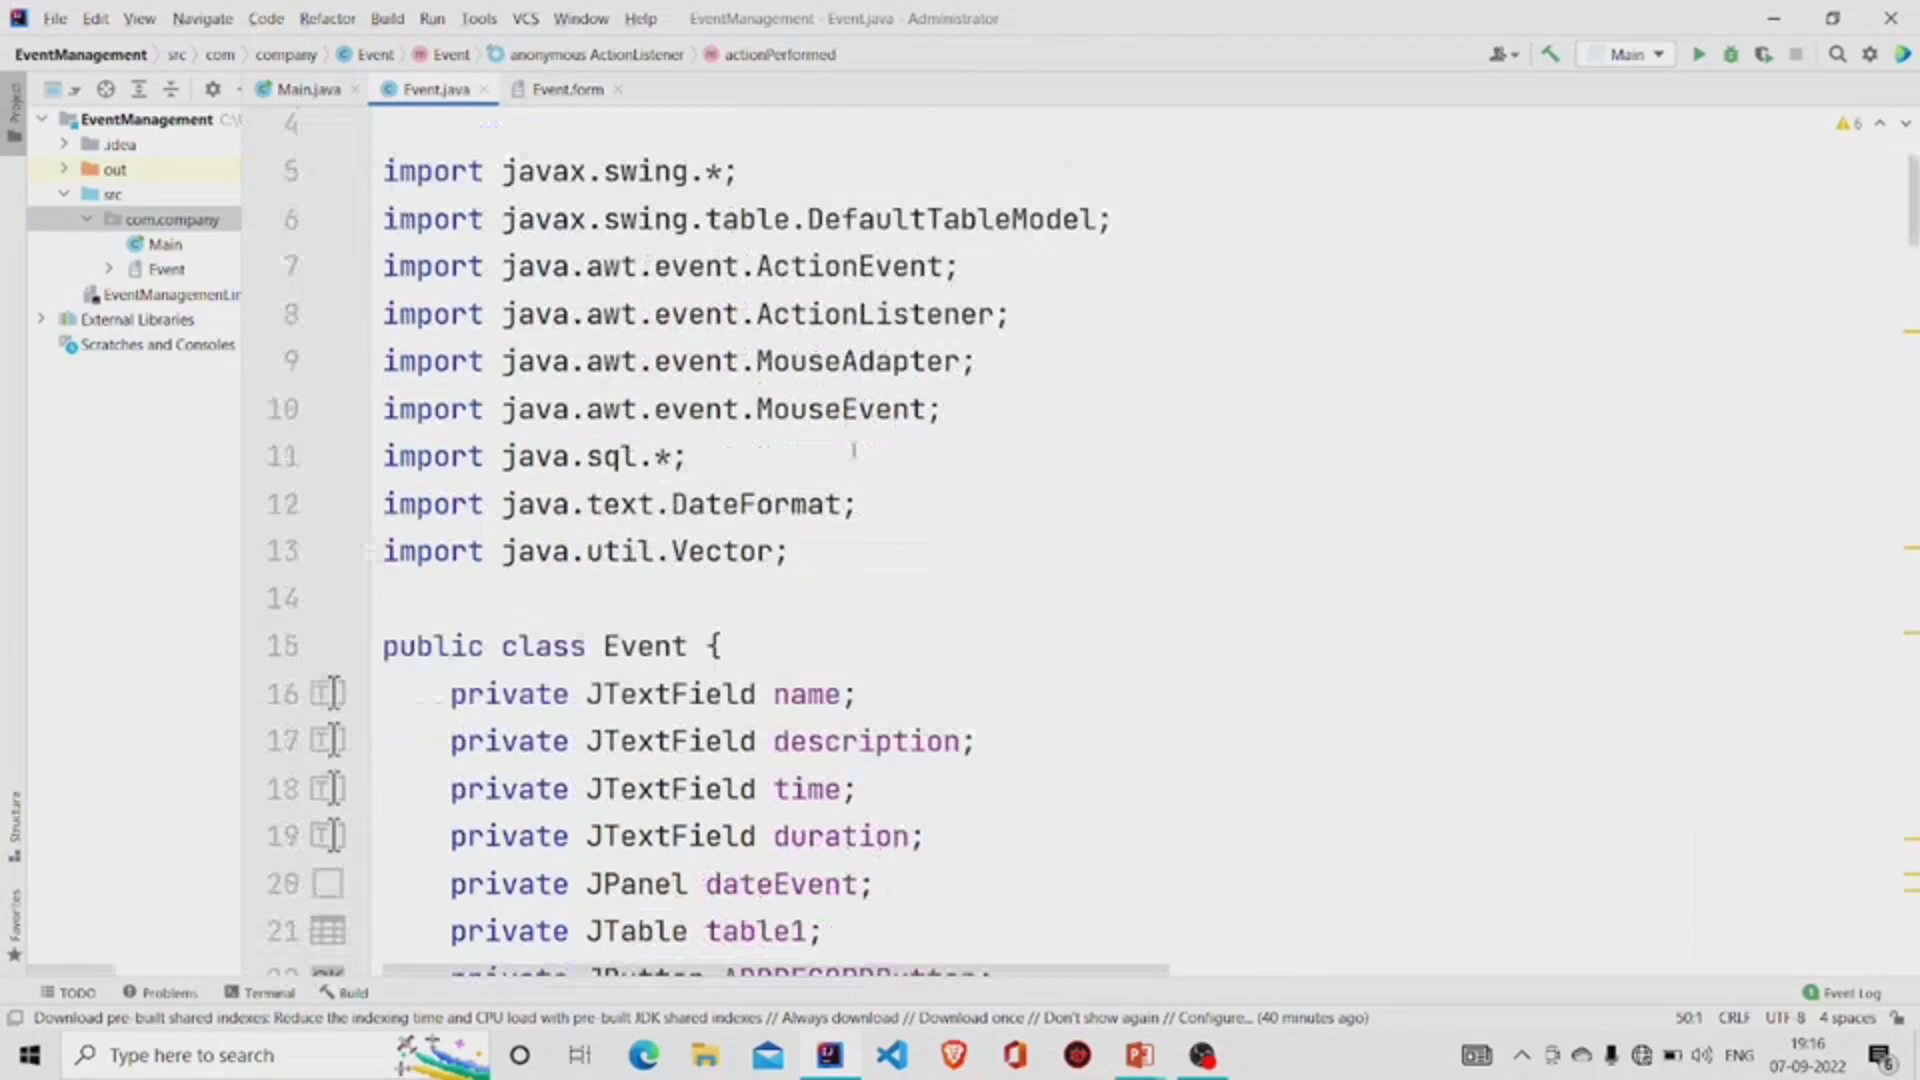 File Edit View Navigate Code Refactor Build Run Tools VCS Window Help EventManagement - Event.java - Administrator
EventManagement src com company Event Event anonymous ActionListener actionPerformed Main
Project
Main.java Event.java Event.form
EventManagement
.idea
out
src
com.company
Main
Event
EventManagement.i
External Libraries
Scratches and Consoles
6
4
5 import javax.swing.*;
6 import javax.swing.table.DefaultTableModel;
7 import java.awt.event.ActionEvent;
8 import java.awt.event.ActionListener;
9 import java.awt.event.MouseAdapter;
10 import java.awt.event.MouseEvent;
11 import java.sql.*;
12 import java.text.DateFormat;
13 import java.util.Vector;
14
15 public class Event {
16 private JTextField name;
17 private JTextField description;
18 private JTextField time;
19 private JTextField duration;
20 private JPanel dateEvent;
21 private JTable table1;
Structure
Favorites
TODO Problems Terminal Build Event Log
Download pre-built shared indexes: Reduce the indexing time and CPU load with pre-built JDK shared indexes // Always download // Download once // Don't show again // Configure... (40 minutes ago) 50:1 CRLF UTF-8 4 spaces
Type here to search ENG 19:16
07-09-2022 6